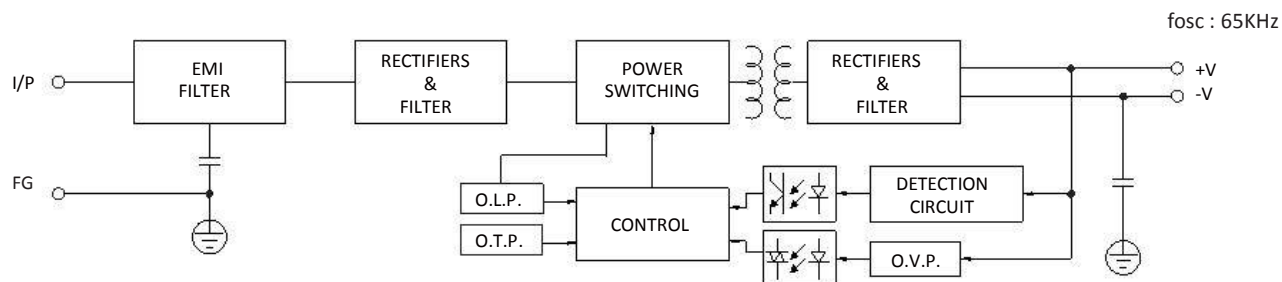 fosc : 65KHz
I/P
EMI
FILTER
RECTIFIERS
&
FILTER
POWER
SWITCHING
RECTIFIERS
&
FILTER
+V
-V
FG
O.L.P.
O.T.P.
CONTROL
DETECTION
CIRCUIT
O.V.P.